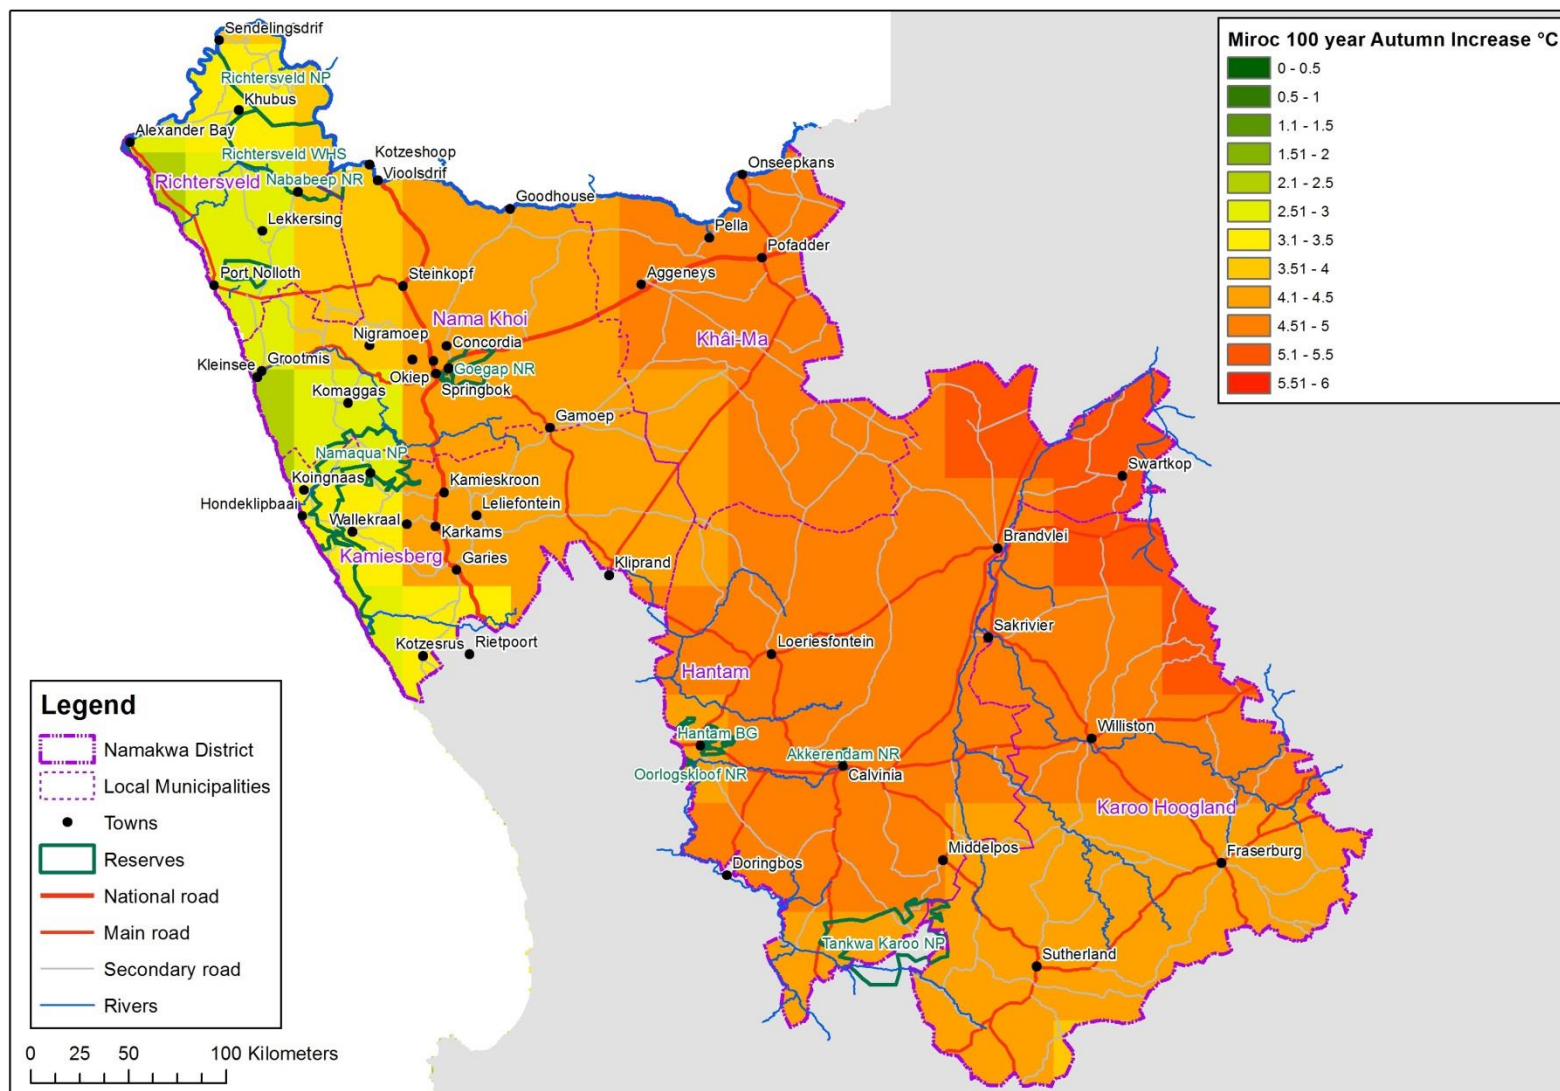 Miroc 100 year Autumn Increase °C
0 - 0.5
0.5 - 1
1.1 - 1.5
1.51 - 2
2.1 - 2.5
2.51 - 3
3.1 - 3.5
3.51 - 4
4.1 - 4.5
4.51 - 5
5.1 - 5.5
5.51 - 6
Sendelingsdrif
Richtersveld NP
Khubus
Alexander Bay
Richtersveld WHS
Kotzeshoop
Vioolsdrif
Richtersveld
Nababeep NR
Onseepkans
Goodhouse
Lekkersing
Pella
Pofadder
Port Nolloth
Steinkopf
Aggeneys
Nama Khoi
Nigramoep
Concordia
Khâi-Ma
Kleinsee
Grootmis
Okiep
Goegap NR
Springbok
Komaggas
Gamoep
Namaqua NP
Koingnaas
Kamieskroon
Swartkop
Hondeklipbaai
Leliefontein
Wallekraal
Karkams
Brandvlei
Kamiesberg
Garies
Kliprand
Kotzesrus
Rietpoort
Loeriesfontein
Sakrivier
Hantam
Hantam BG
Williston
Akkerendam NR
Oorlogskloof NR
Calvinia
Karoo Hoogland
Middelpos
Doringbos
Fraserburg
Tankwa Karoo NP
Sutherland
Legend
Namakwa District
Local Municipalities
Towns
Reserves
National road
Main road
Secondary road
Rivers
0 25 50 100 Kilometers